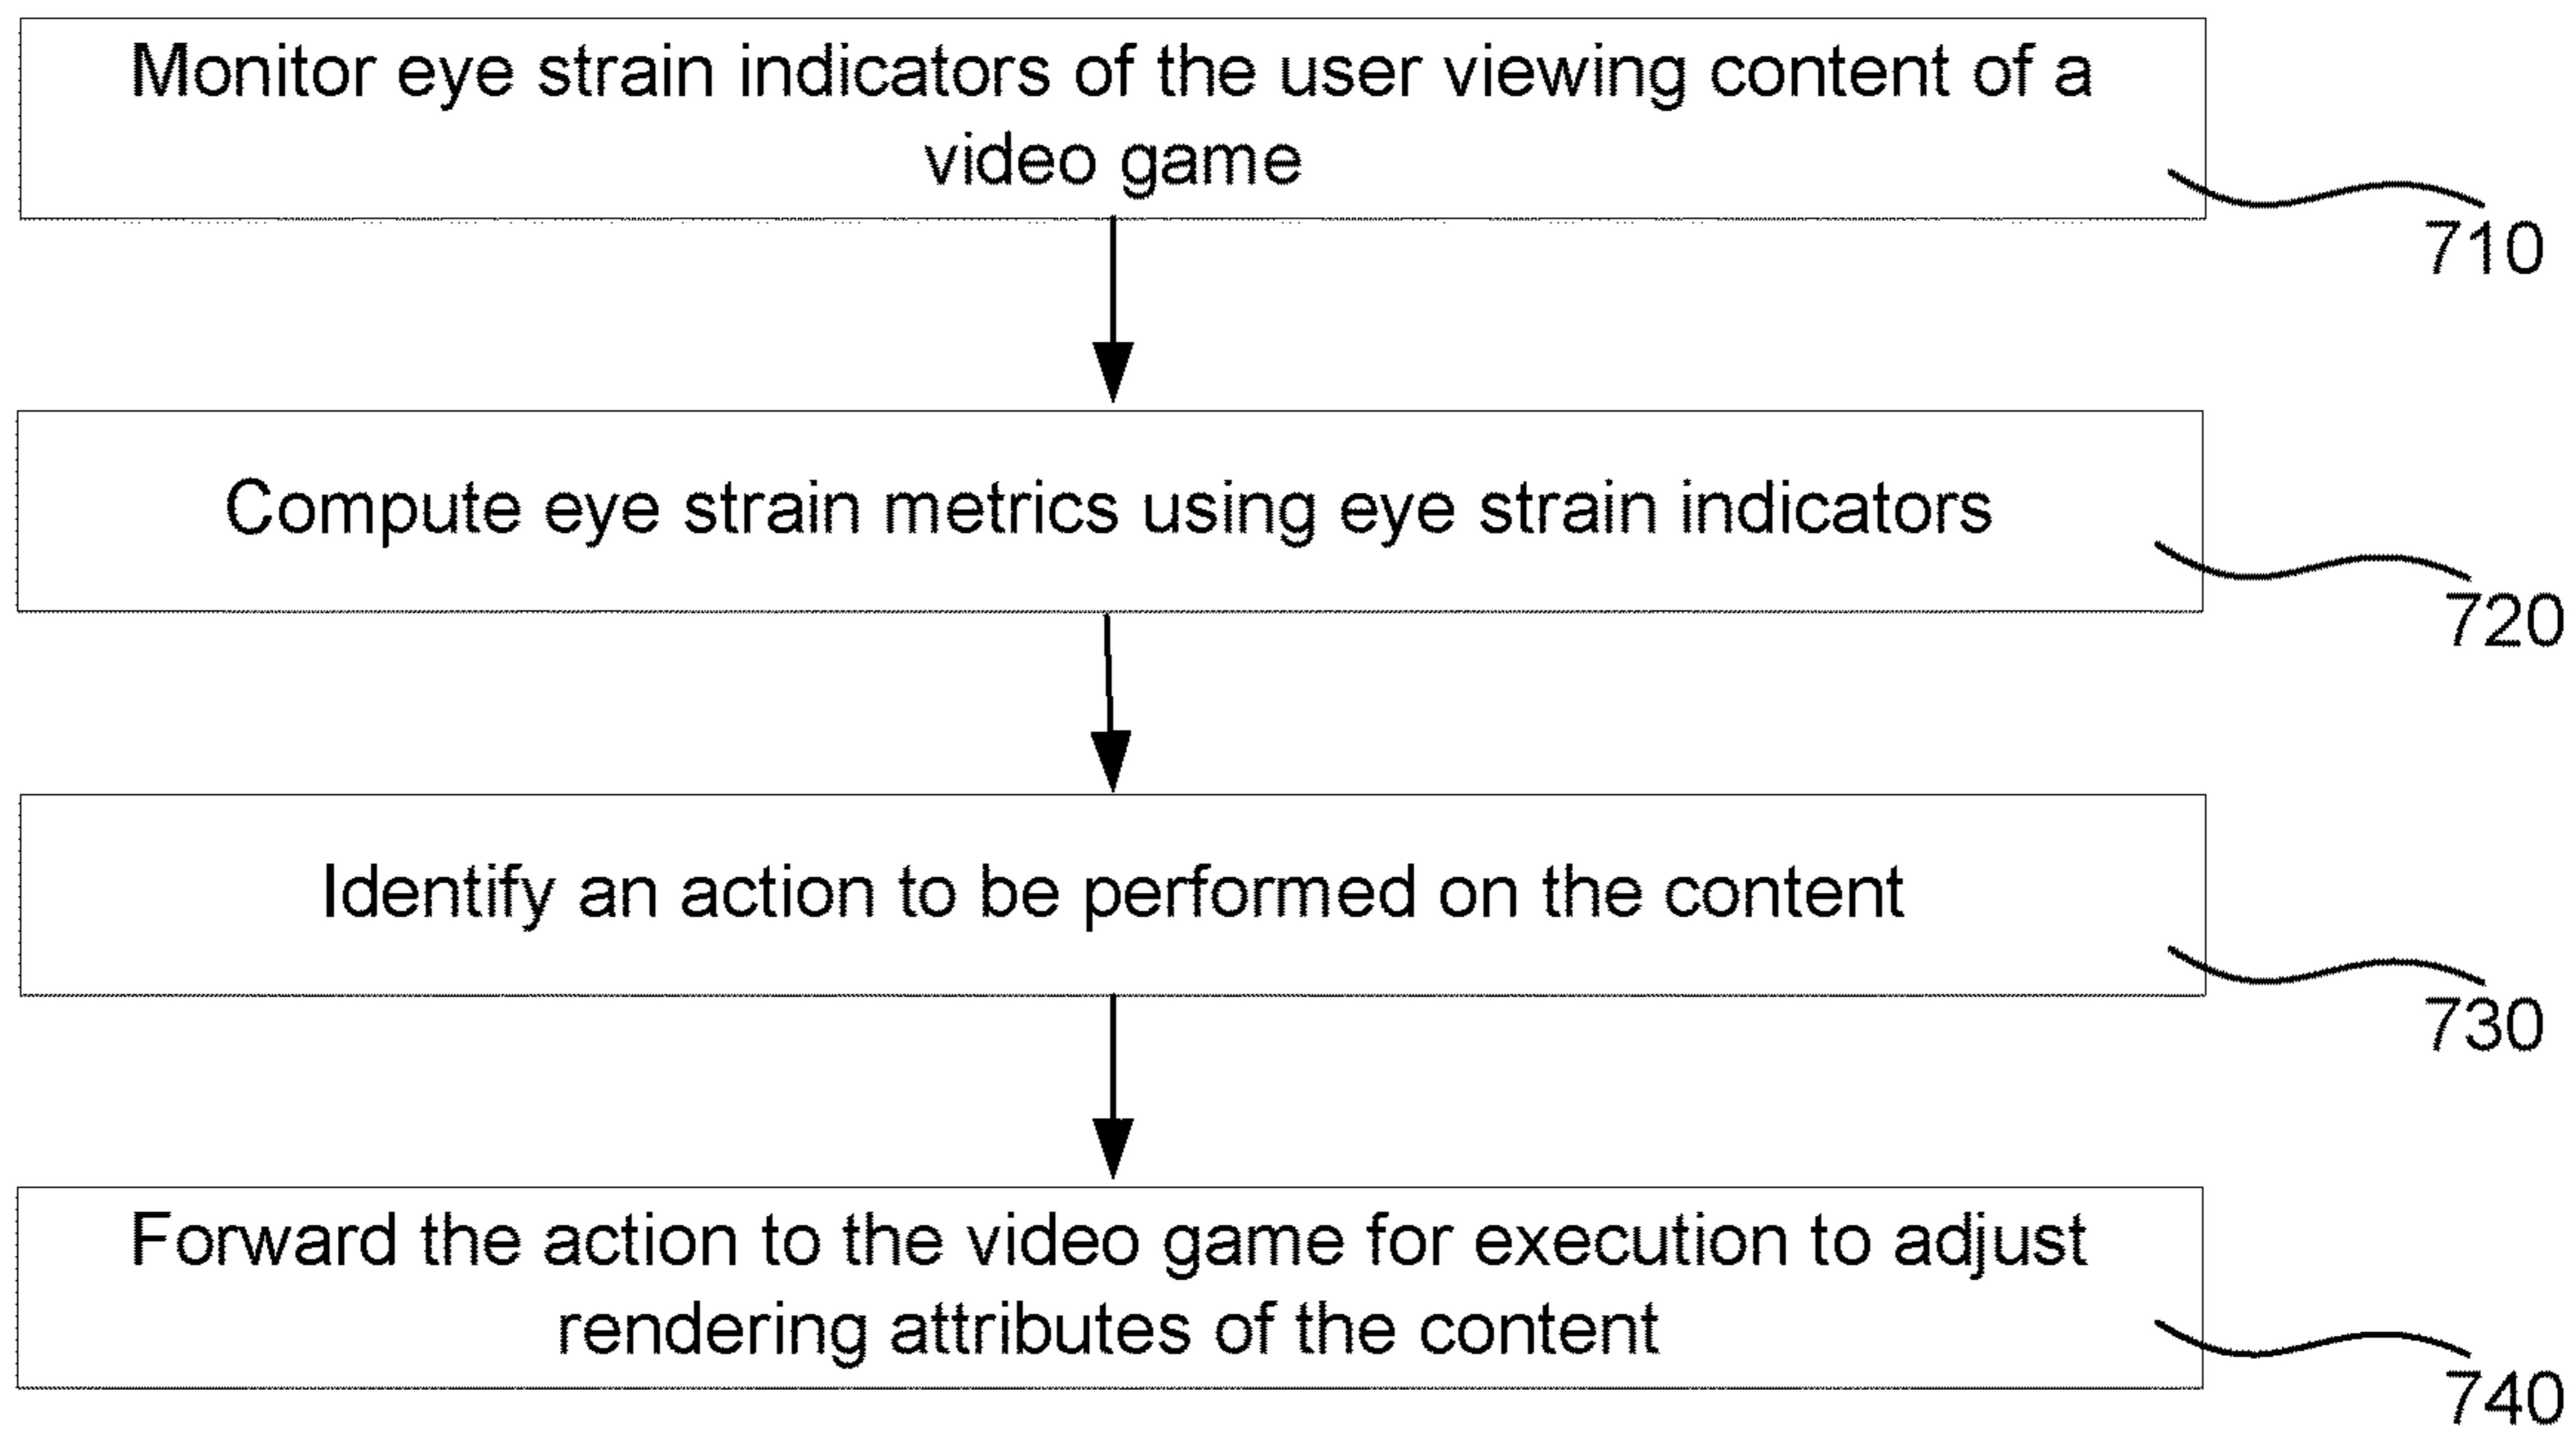 Monitor eye strain indicators of the user viewing content of a
video game
710
Compute eye strain metrics using eye strain indicators
720
Identify an action to be performed on the content
730
Forward the action to the video game for execution to adjust
rendering attributes of the content
740